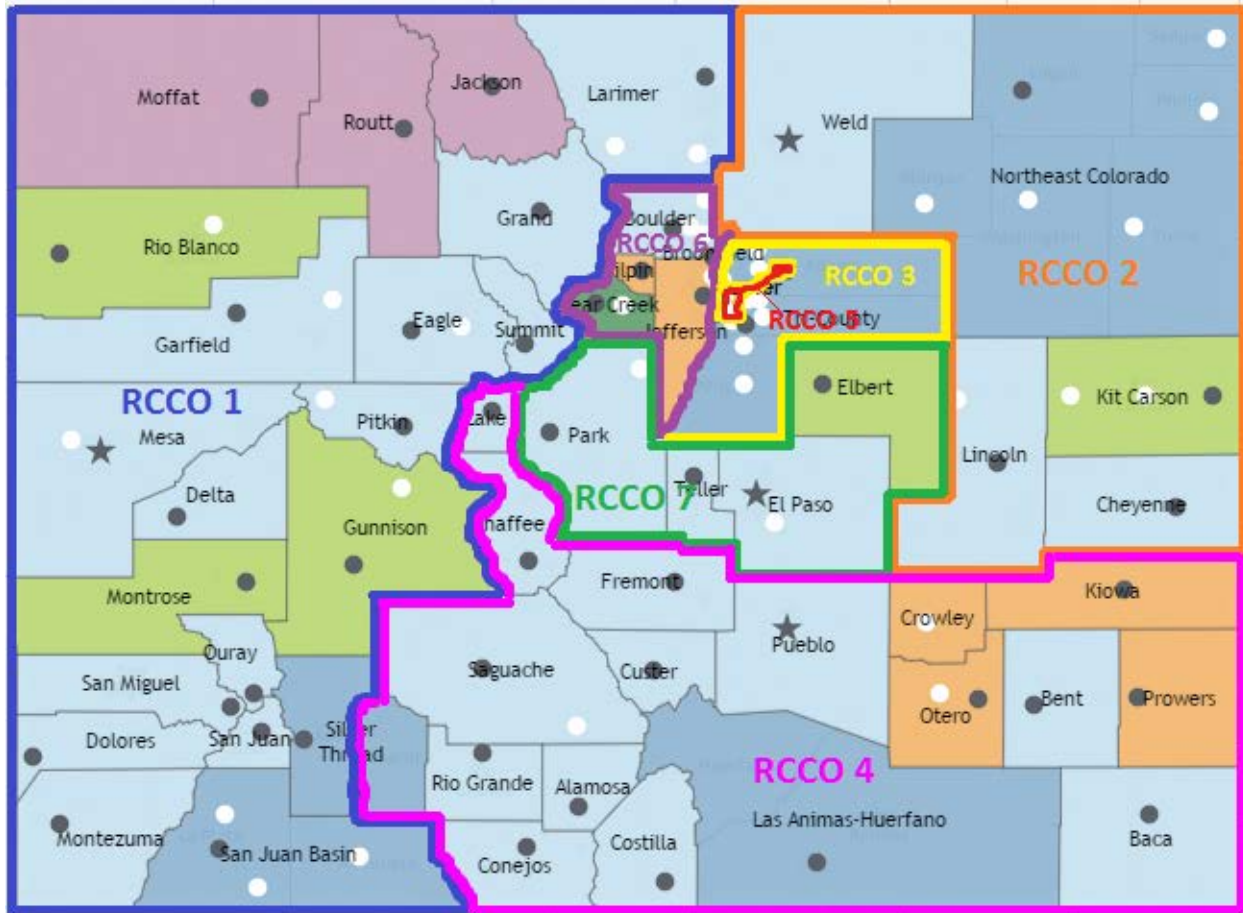 Moffat
Jackson
Routt
Larimer
Weld
Northeast Colorado
Grand
Boulder
RCCO 6
Rio Blanco
RCCO 3
RCCO 2
Eagle
Summit
Garfield
RCCO 5
Jefferson
Elbert
Kit Carson
RCCO 1
Mesa
Pitkin
Lake
Park
Lincoln
Delta
Teller
RCCO 7
El Paso
Cheyenne
Gunnison
Fremont
Kiowa
Montrose
Crowley
Pueblo
Ouray
Saguache
Custer
San Miguel
Bent
Prowers
Otero
Dolores
San Juan
Silver
Thread
RCCO 4
Rio Grande
Alamosa
Las Animas-Huerfano
Montezuma
San Juan Basin
Conejos
Costilla
Baca